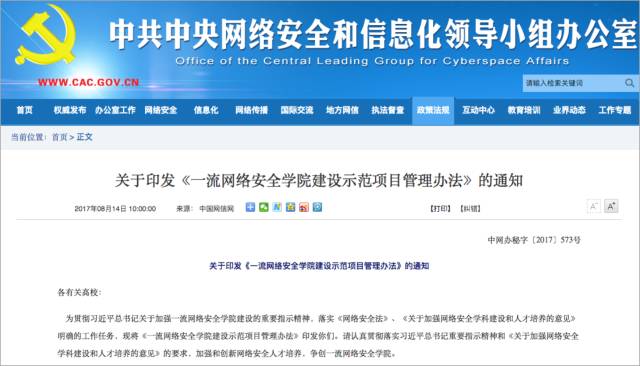 中共中央网络安全和信息化领导小组办公室
Office of the Central Leading Group for Cyberspace Affairs
WWW.CAC.GOV.CN
请输入检索关键词
首页 权威发布 办公室工作 网络安全 信息化 网络传播 国际交流 地方网信 执法督查 政策法规 互动中心 教育培训 业界动态 工作专题
当前位置：首页 > 正文
关于印发《一流网络安全学院建设示范项目管理办法》的通知
2017年08月14日 10:00:00 来源： 中国网信网 【打印】 【纠错】 A- A+
中网办秘字〔2017〕573号
关于印发《一流网络安全学院建设示范项目管理办法》的通知
各有关高校：
为贯彻习近平总书记关于加强一流网络安全学院建设的重要指示精神，落实《网络安全法》、《关于加强网络安全学科建设和人才培养的意见》
明确的工作任务，现将《一流网络安全学院建设示范项目管理办法》印发你们。请认真贯彻落实习近平总书记重要指示精神和《关于加强网络安全
学科建设和人才培养的意见》的要求，加强和创新网络安全人才培养，争创一流网络安全学院。